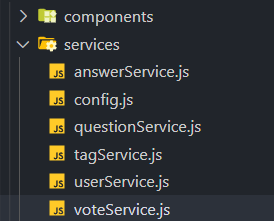 components
services
JS answerService.js
JS config.js
JS questionService.js
JS tagService.js
JS userService.js
JS voteService.js